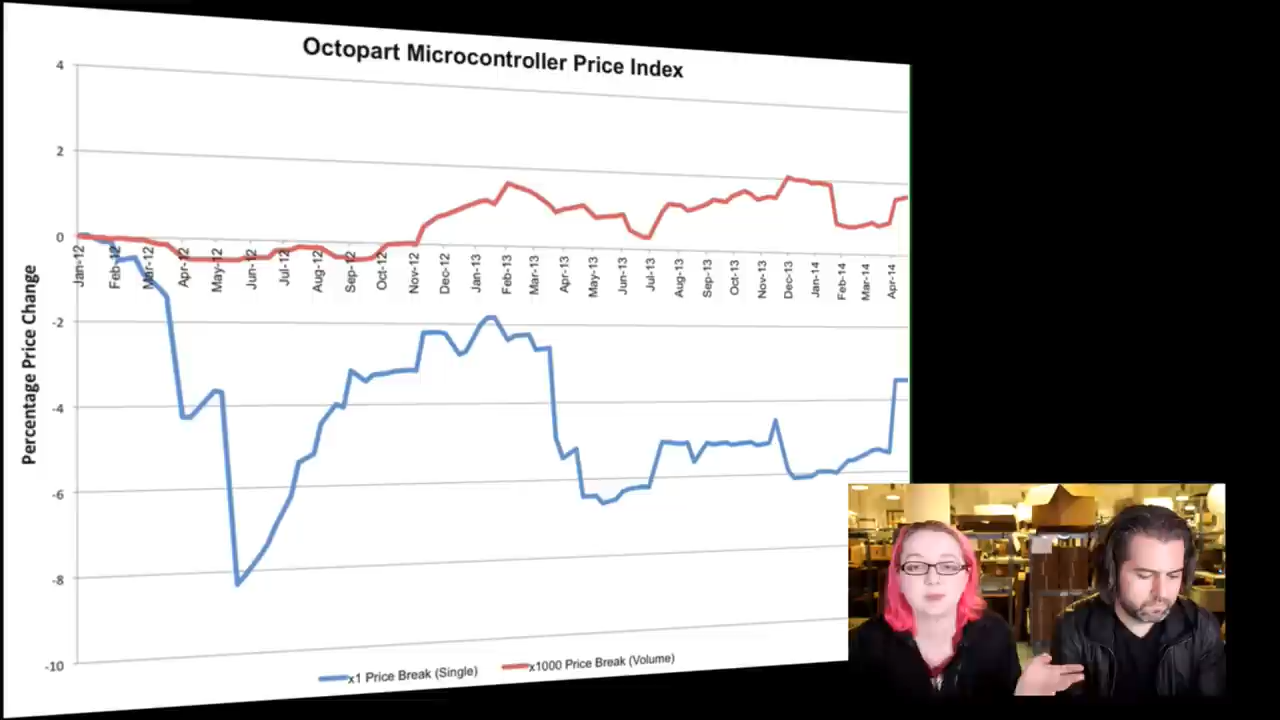 Octopart Microcontroller Price Index
Percentage Price Change
4
2
0
-2
-4
-6
-8
-10
Jan-12 Feb-12 Mar-12 Apr-12 May-12 Jun-12 Jul-12 Aug-12 Sep-12 Oct-12 Nov-12 Dec-12 Jan-13 Feb-13 Mar-13 Apr-13 May-13 Jun-13 Jul-13 Aug-13 Sep-13 Oct-13 Nov-13 Dec-13 Jan-14 Feb-14 Mar-14 Apr-14
x1 Price Break (Single) x1000 Price Break (Volume)